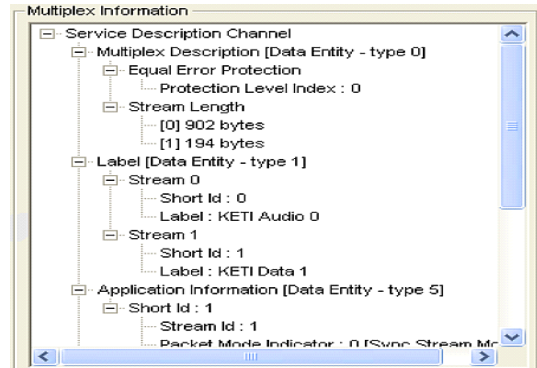 Multiplex Information
Service Description Channel
Multiplex Description [Data Entity - type 0]
Equal Error Protection
Protection Level Index : 0
Stream Length
[0] 902 bytes
[1] 194 bytes
Label [Data Entity - type 1]
Stream 0
Short Id : 0
Label : KETI Audio 0
Stream 1
Short Id : 1
Label : KETI Data 1
Application Information [Data Entity - type 5]
Short Id : 1
Stream Id : 1
Packet Mode Indicator : 0 [Sync Stream Mo